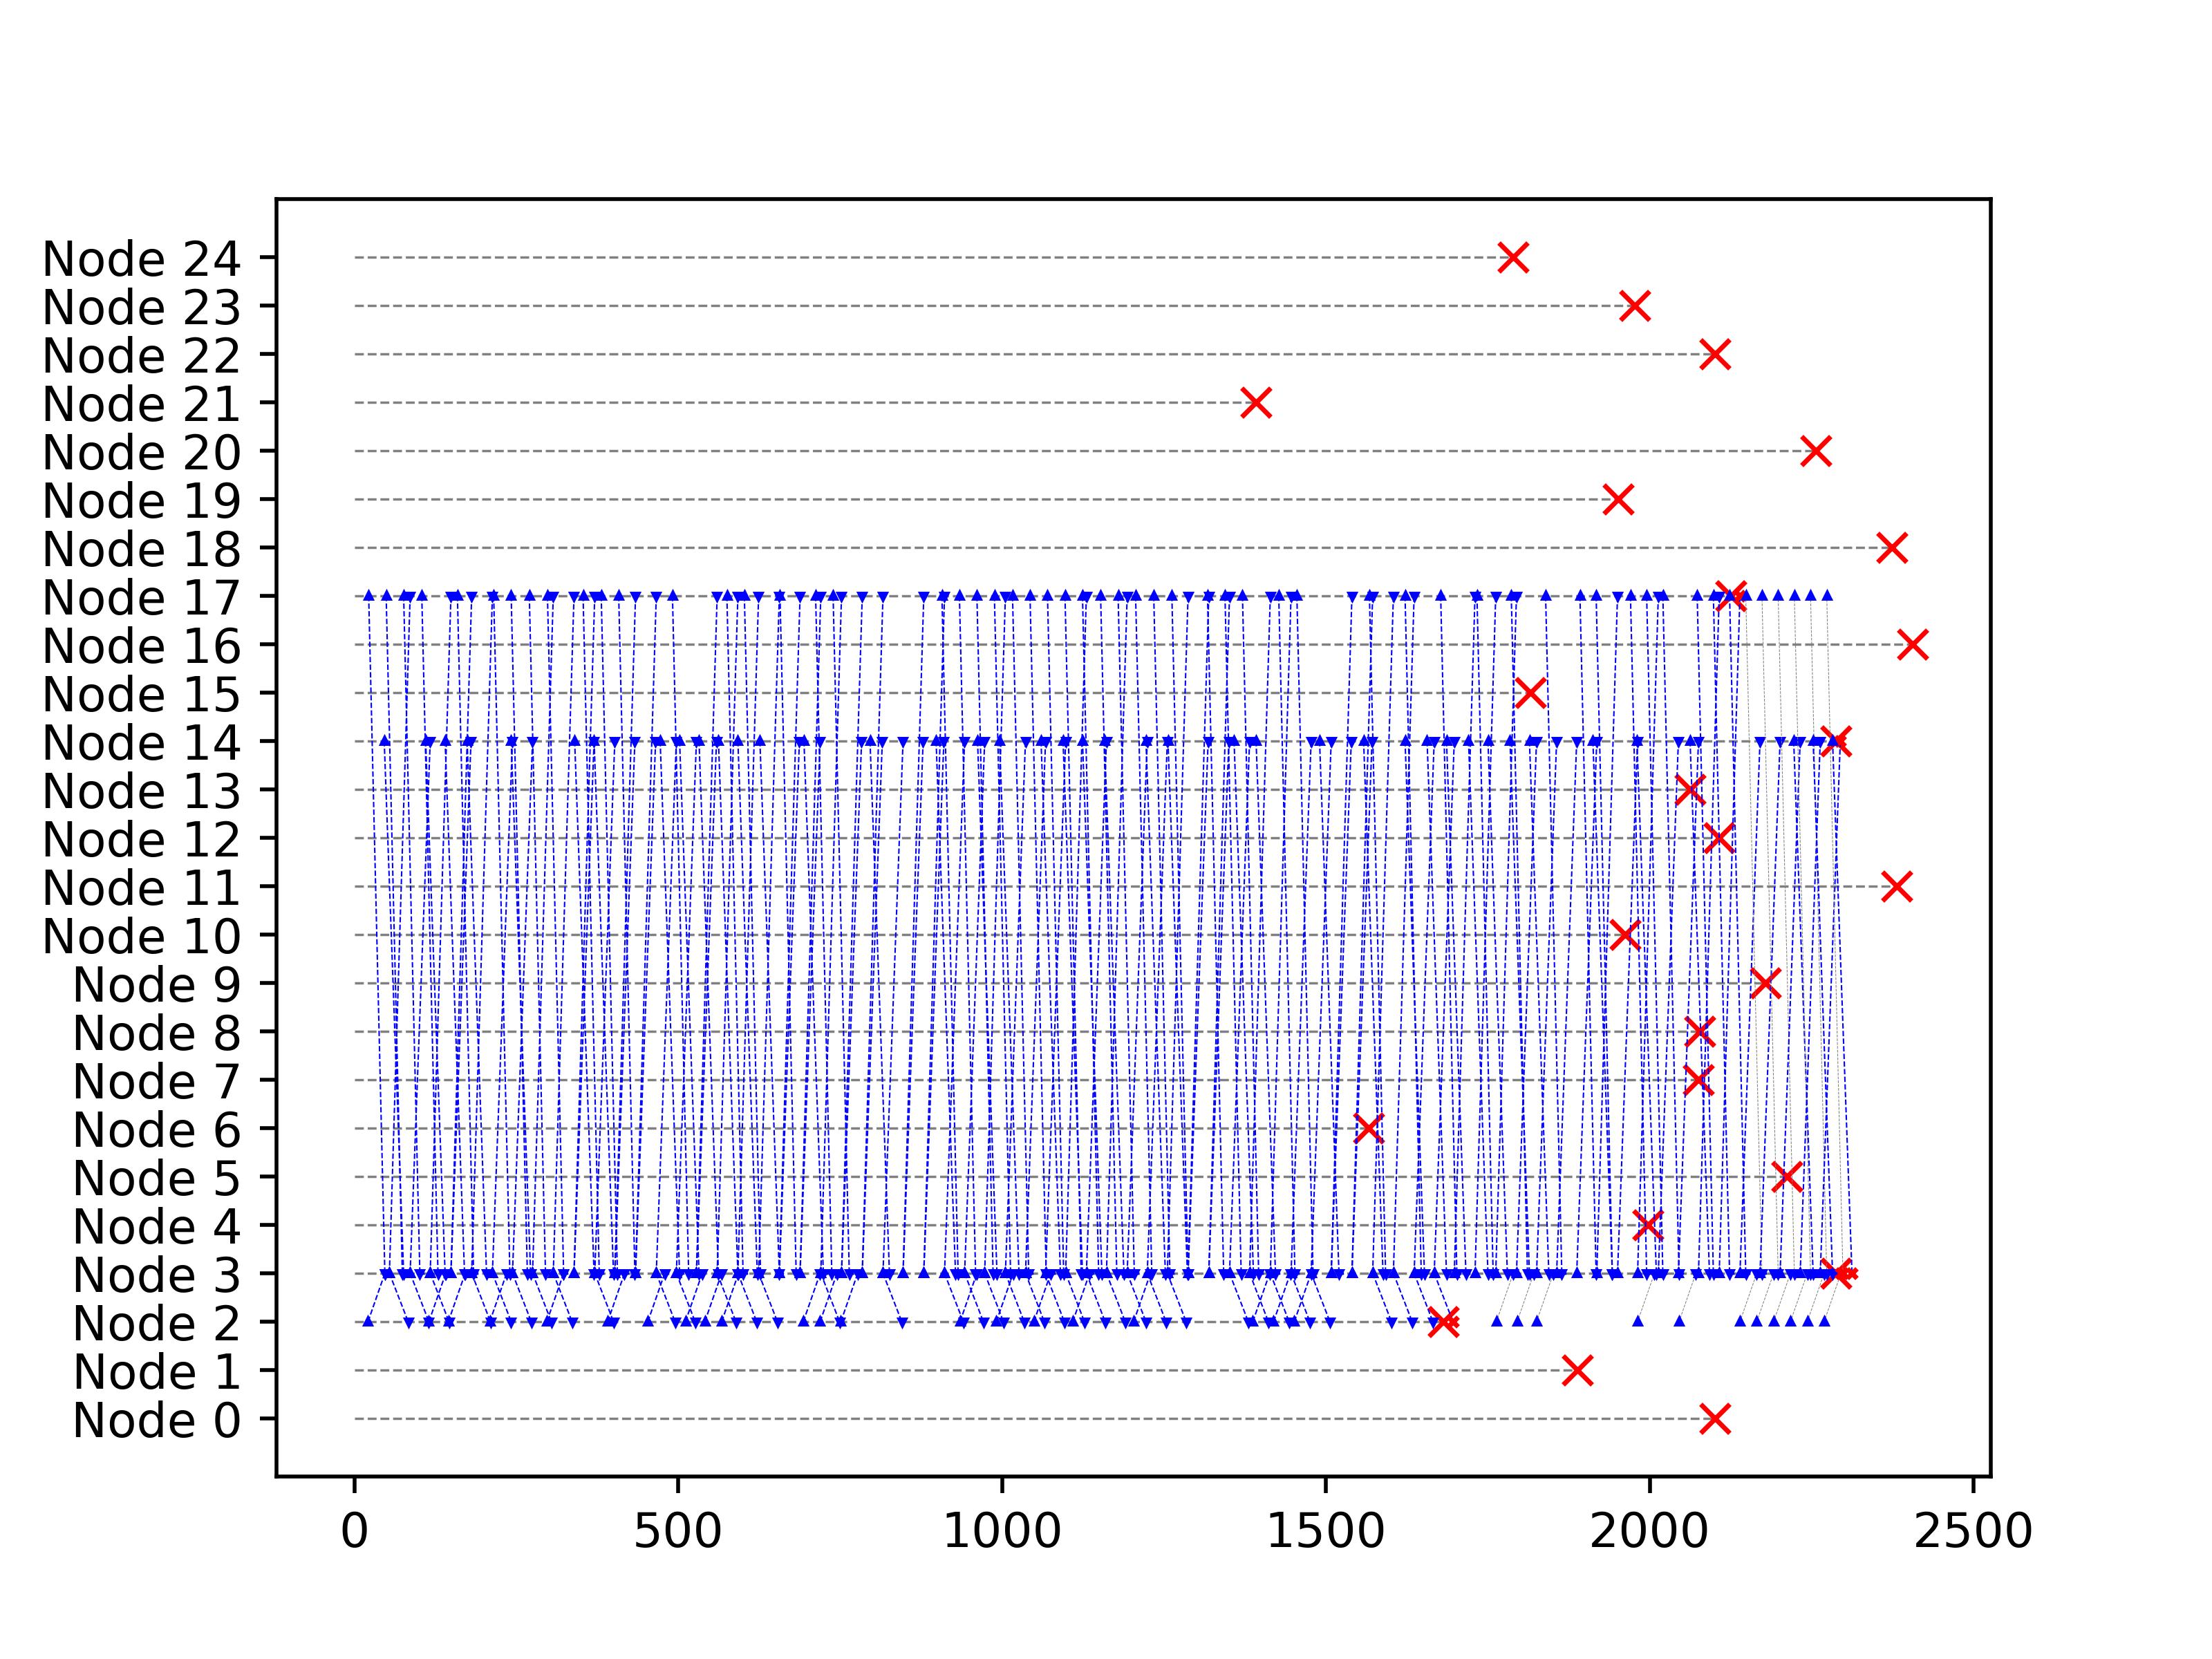 Node 24
Node 23
Node 22
Node 21
Node 20
Node 19
Node 18
Node 17
Node 16
Node 15
Node 14
Node 13
Node 12
Node 11
Node 10
Node 9
Node 8
Node 7
Node 6
Node 5
Node 4
Node 3
Node 2
Node 1
Node 0
0 500 1000 1500 2000 2500